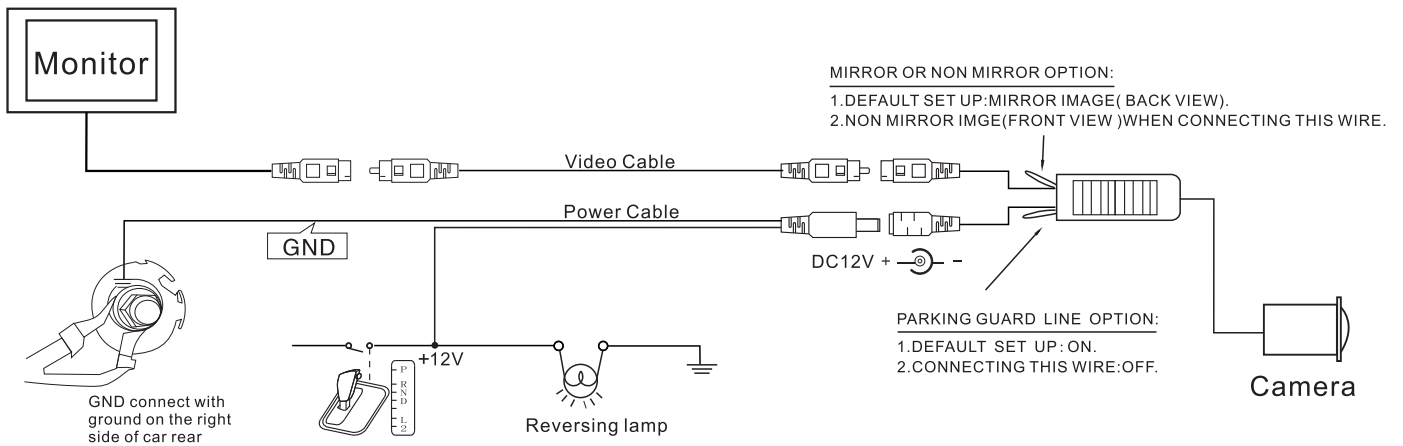 Monitor
MIRROR OR NON MIRROR OPTION:
1.DEFAULT SET UP:MIRROR IMAGE( BACK VIEW).
2.NON MIRROR IMGE(FRONT VIEW )WHEN CONNECTING THIS WIRE.
Video Cable
Power Cable
GND
DC12V + -
PARKING GUARD LINE OPTION:
1.DEFAULT SET UP: ON.
2.CONNECTING THIS WIRE:OFF.
Camera
+12V
P
R
N
D
L
2
Reversing lamp
GND connect with
ground on the right
side of car rear